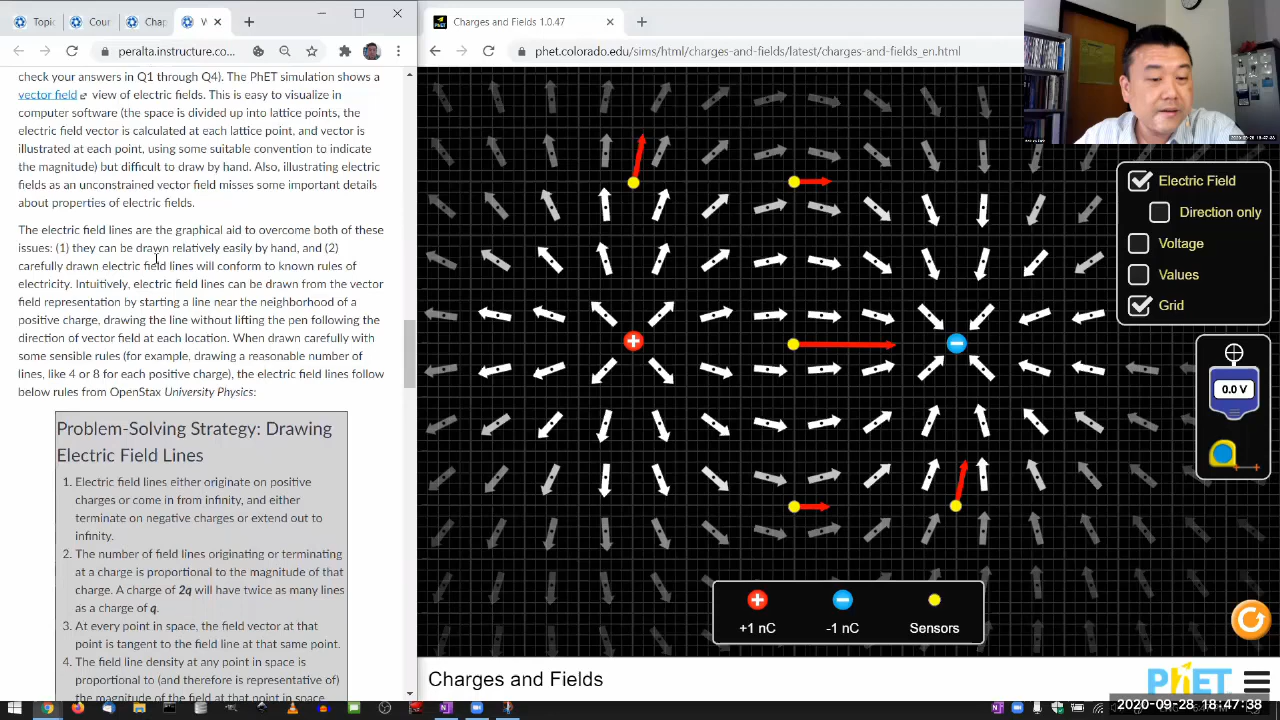 Topi
Cour
Chap
V
Charges and Fields 1.0.47
peralta.instructure.co...
phet.colorado.edu/sims/html/charges-and-fields/latest/charges-and-fields_en.html
check your answers in Q1 through Q4). The PhET simulation shows a
vector field view of electric fields. This is easy to visualize in
computer software (the space is divided up into lattice points, the
electric field vector is calculated at each lattice point, and vector is
illustrated at each point, using some suitable convention to indicate
the magnitude) but difficult to draw by hand. Also, illustrating electric
about properties of electric fields.
The electric field lines are the graphical aid to overcome both of these
issues: (1) they can be drawn relatively easily by hand, and (2)
carefully drawn electric field lines will conform to known rules of
electricity. Intuitively, electric field lines can be drawn from the vector
field representation by starting a line near the neighborhood of a
positive charge, drawing the line without lifting the pen following the
direction of vector field at each location. When drawn carefully with
some sensible rules (for example, drawing a reasonable number of
lines, like 4 or 8 for each positive charge), the electric field lines follow
below rules from OpenStax University Physics:
Problem-Solving Strategy: Drawing
Electric Field Lines
1. Electric field lines either originate on positive
charges or come in from infinity, and either
terminate on negative charges or extend out to
infinity.
2. The number of field lines originating or terminating
at a charge is proportional to the magnitude of that
charge. A charge of 2q will have twice as many lines
as a charge of q.
3. At every point in space, the field vector at that
point is tangent to the field line at that same point.
4. The field line density at any point in space is
proportional to (and therefore is representative of)
the magnitude of the field at that point in space.
Electric Field
Direction only
Voltage
Values
Grid
0.0 V
+1 nC
-1 nC
Sensors
Charges and Fields
PhET
2020-09-28 18:47:38